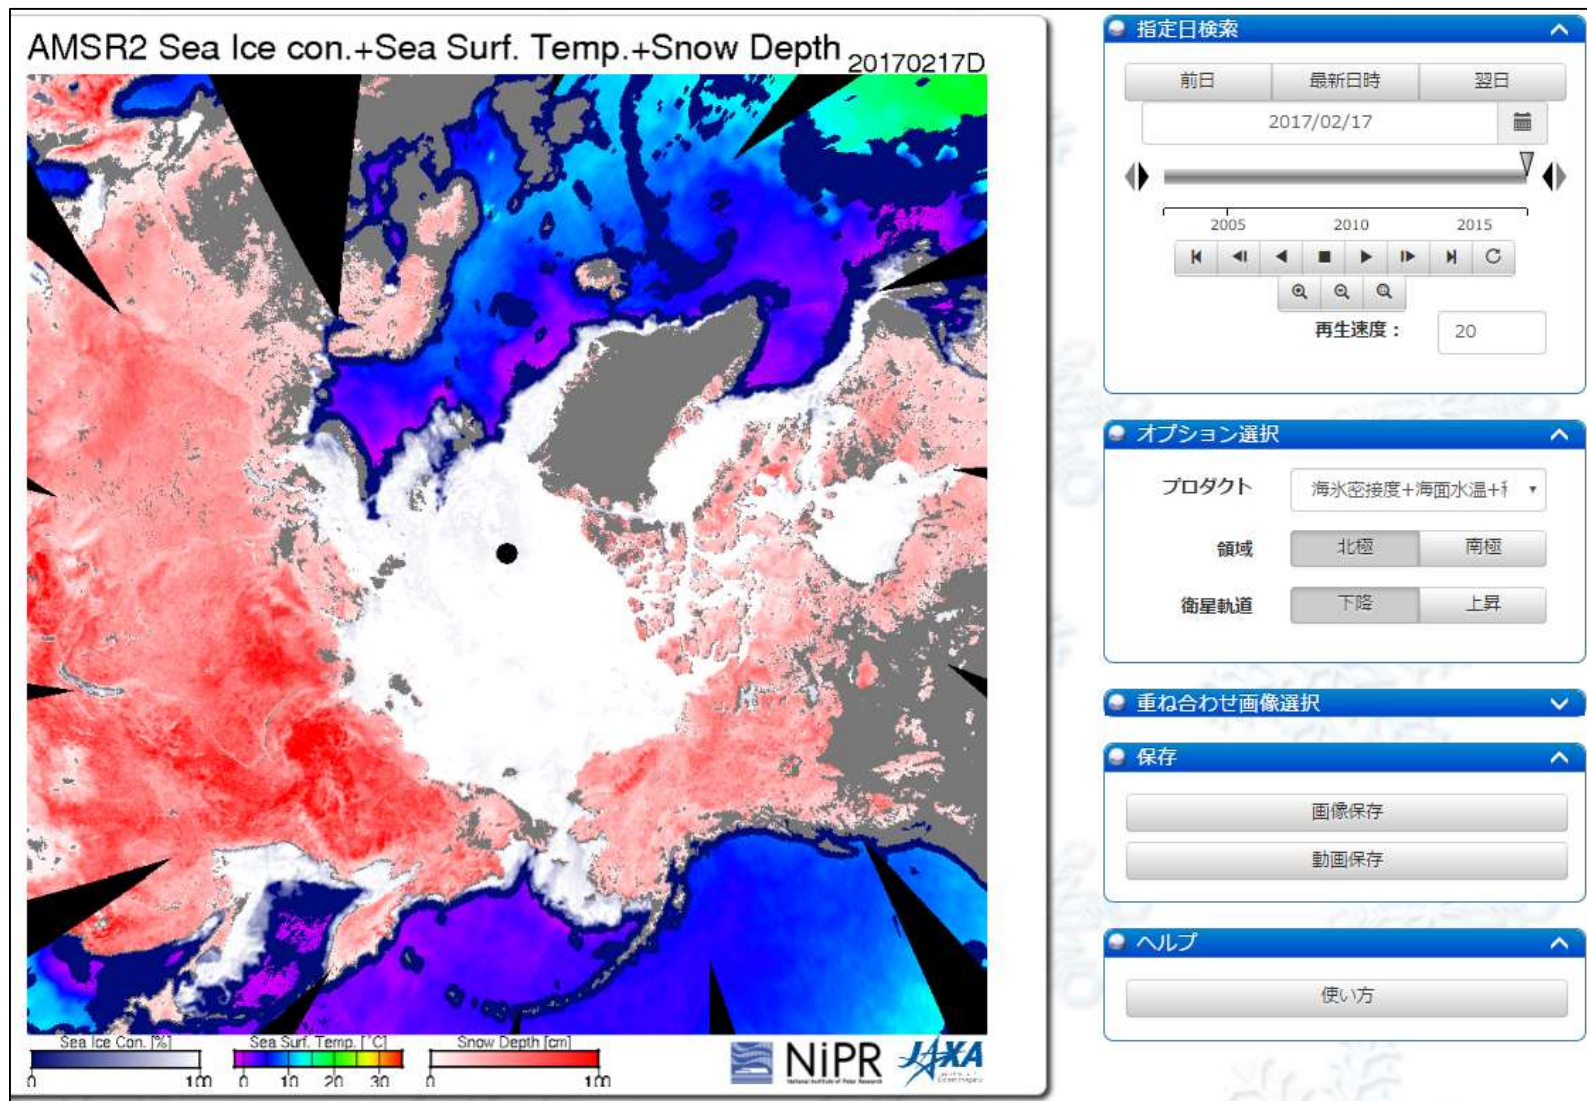 AMSR2 Sea Ice con.+Sea Surf. Temp.+Snow Depth 20170217D
Sea Ice Con. [%]
0 100
Sea Surf. Temp. [°C]
0 10 20 30
Snow Depth [cm]
0 100
NiPR
National Institute of Polar Research
JAXA
指定日検索
前日 最新日時 翌日
2017/02/17
2005 2010 2015
再生速度：
20
オプション選択
プロダクト
海氷密接度+海面水温+
領域 北極 南極
衛星軌道 下降 上昇
重ね合わせ画像選択
保存
画像保存
動画保存
ヘルプ
使い方